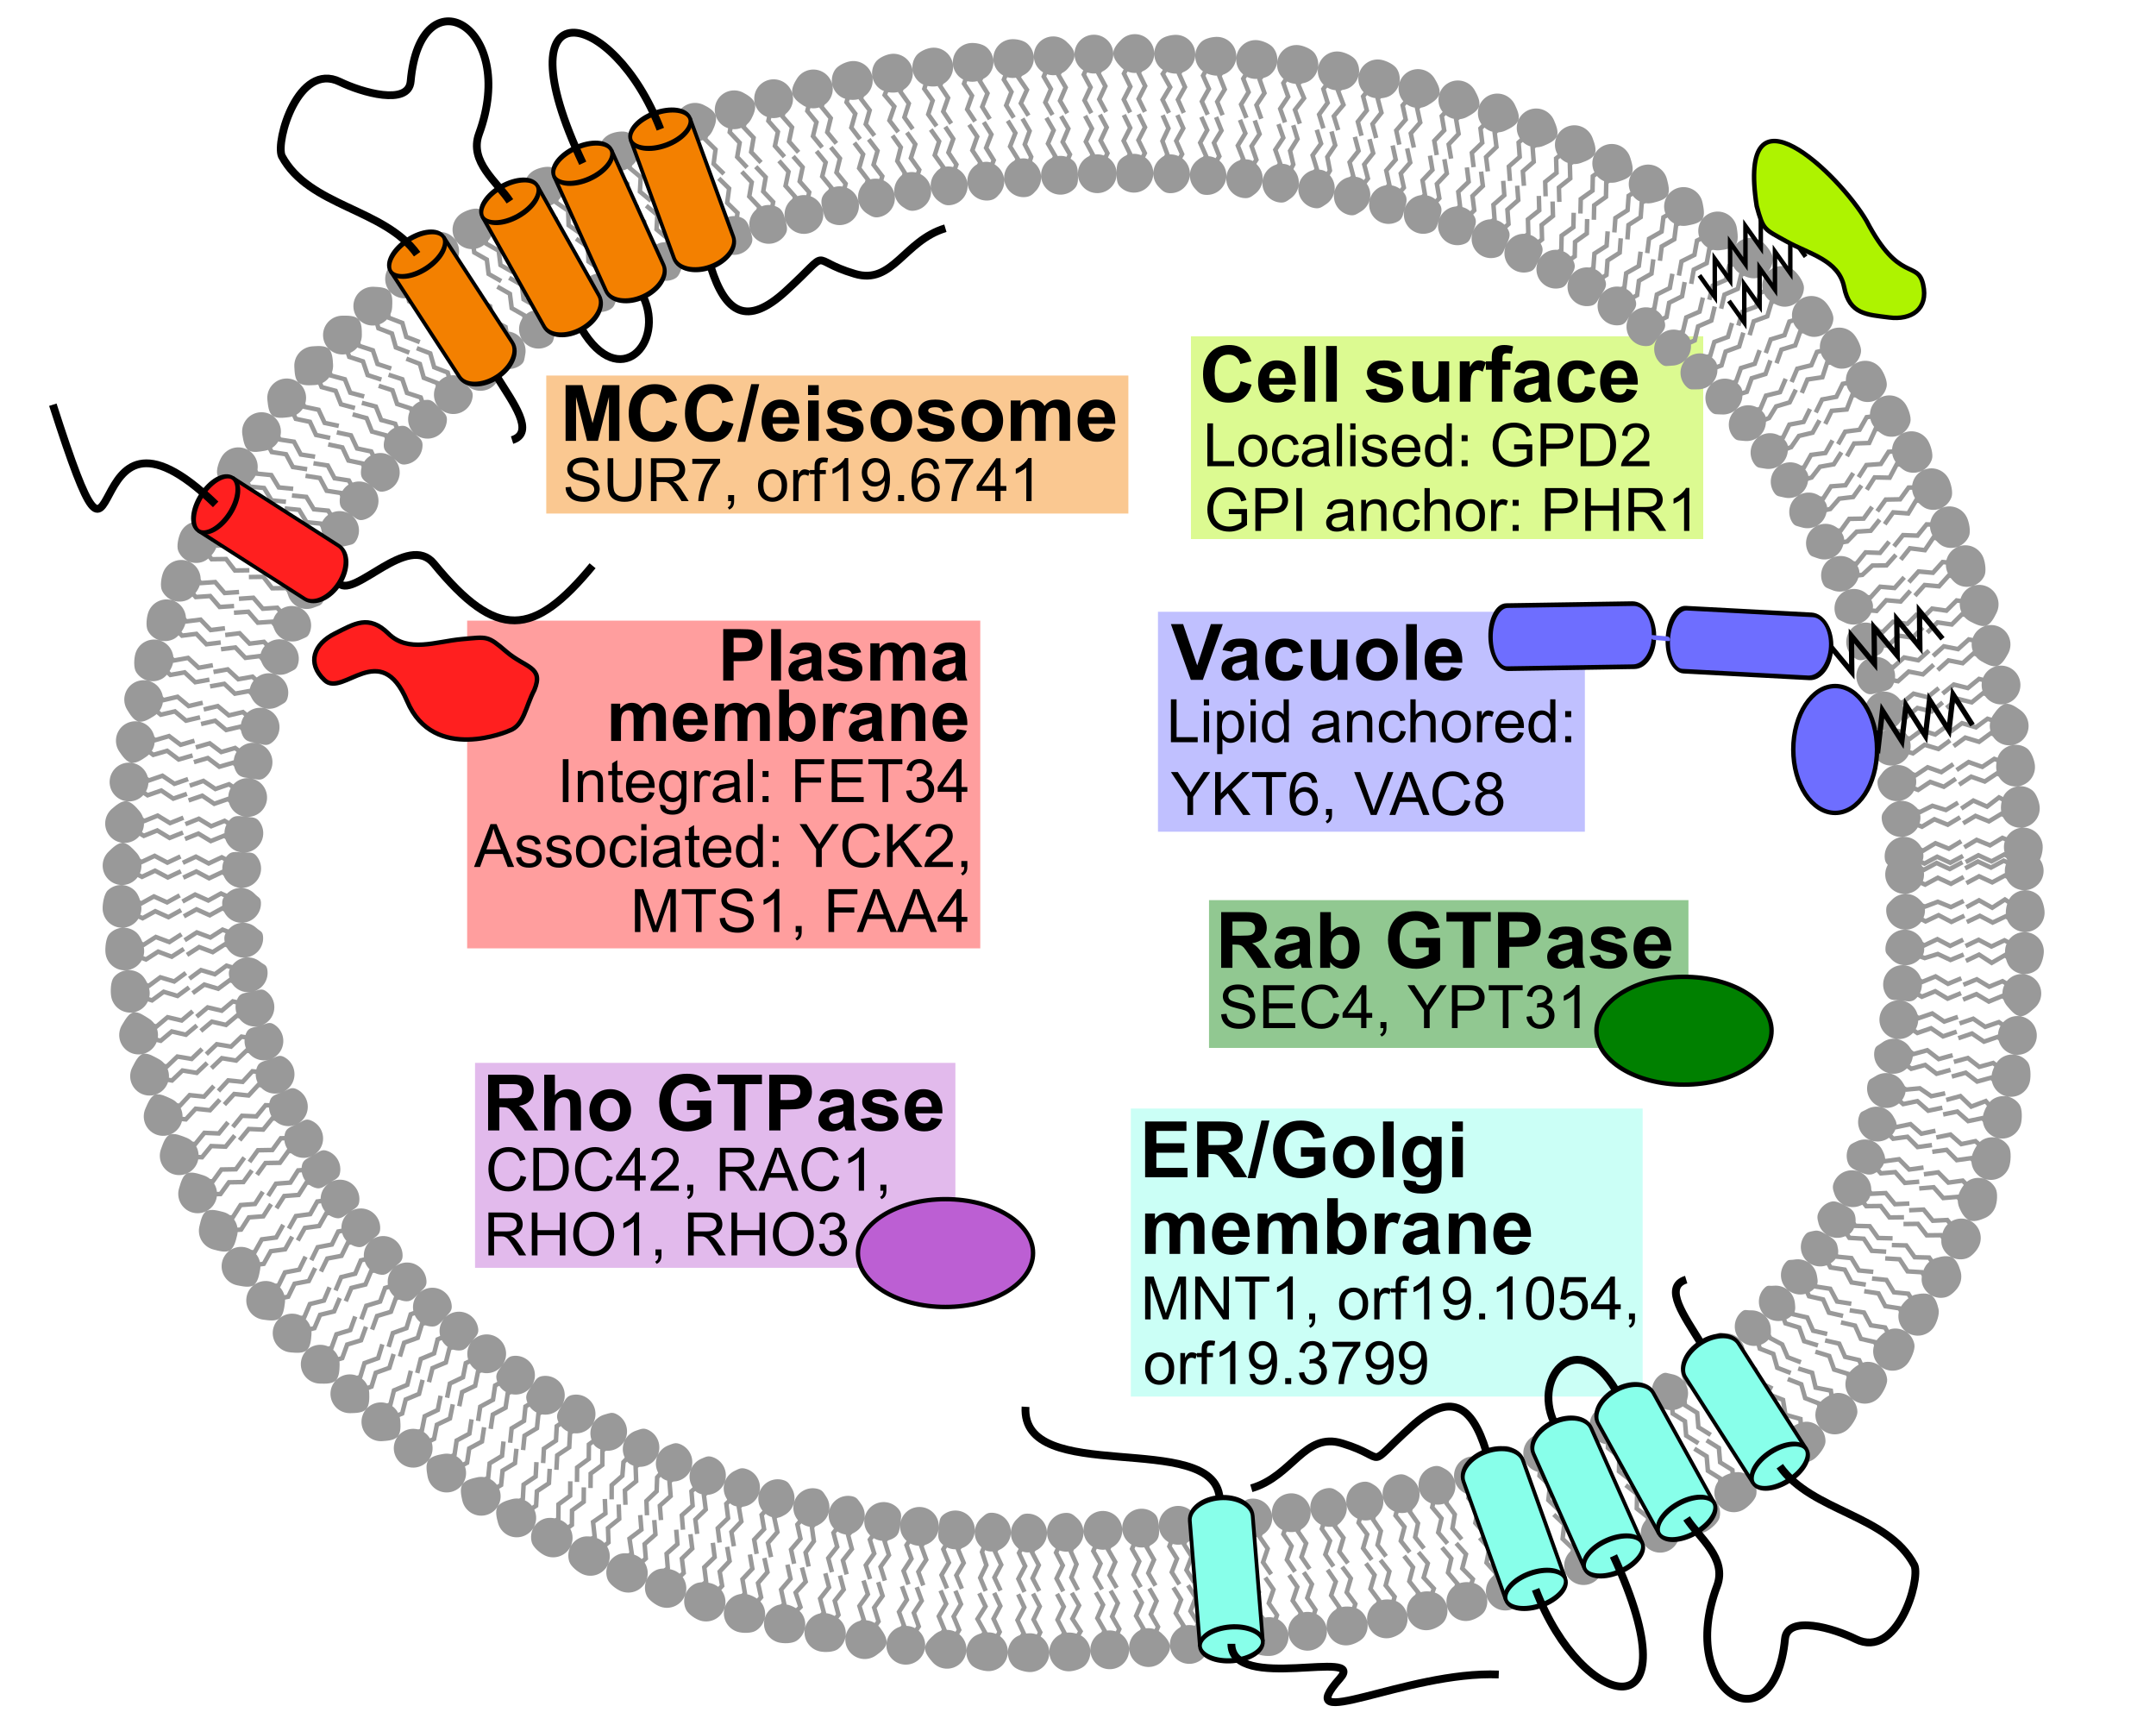 MCC/eisosome
SUR7, orf19.6741
Cell surface
Localised: GPD2
GPI anchor: PHR1
Plasma
membrane
Integral: FET34
Associated: YCK2,
MTS1, FAA4
Vacuole
Lipid anchored:
YKT6, VAC8
Rab GTPase
SEC4, YPT31
Rho GTPase
CDC42, RAC1,
RHO1, RHO3
ER/Golgi
membrane
MNT1, orf19.1054,
orf19.3799